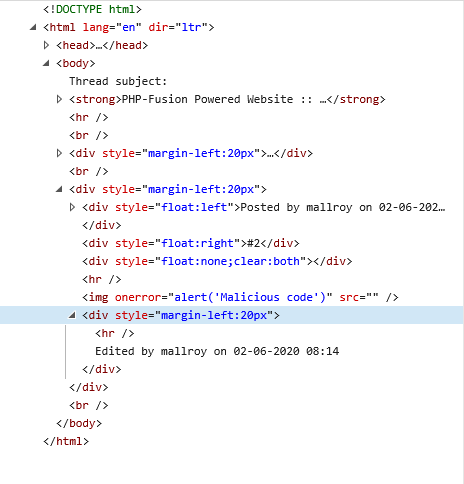 <!DOCTYPE html>
<html lang="en" dir="ltr">
<head>…</head>
<body>
Thread subject:
<strong>PHP-Fusion Powered Website :: …</strong>
<hr />
<br />
<div style="margin-left:20px">…</div>
<br />
<div style="margin-left:20px">
<div style="float:left">Posted by mallroy on 02-06-202…
</div>
<div style="float:right">#2</div>
<div style="float:none;clear:both"></div>
<hr />
<img onerror="alert('Malicious code')" src="" />
<div style="margin-left:20px">
<hr />
Edited by mallroy on 02-06-2020 08:14
</div>
</div>
<br />
</body>
</html>